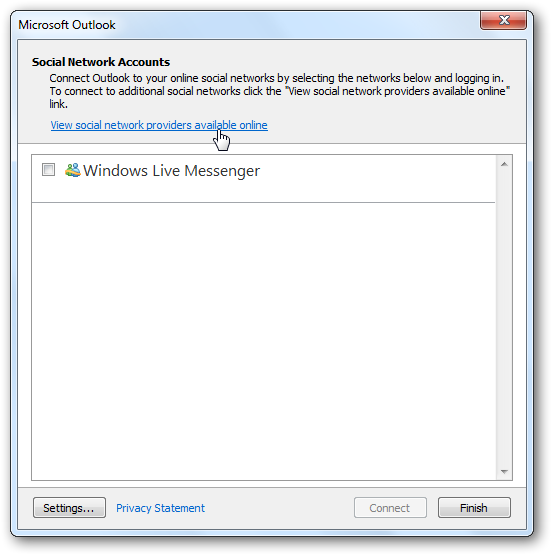 Microsoft Outlook
Social Network Accounts
Connect Outlook to your online social networks by selecting the networks below and logging in.
To connect to additional social networks click the "View social network providers available online"
link.
View social network providers available online
Windows Live Messenger
Settings... Privacy Statement Connect Finish